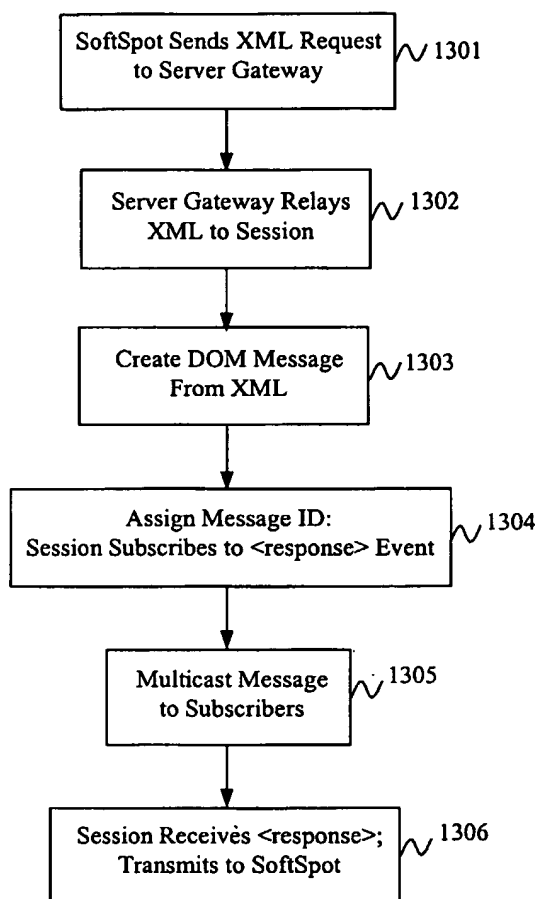 SoftSpot Sends XML Request
to Server Gateway
1301
Server Gateway Relays
XML to Session
1302
Create DOM Message
From XML
1303
Assign Message ID:
Session Subscribes to <response> Event
1304
Multicast Message
to Subscribers
1305
Session Receives <response>;
Transmits to SoftSpot
1306